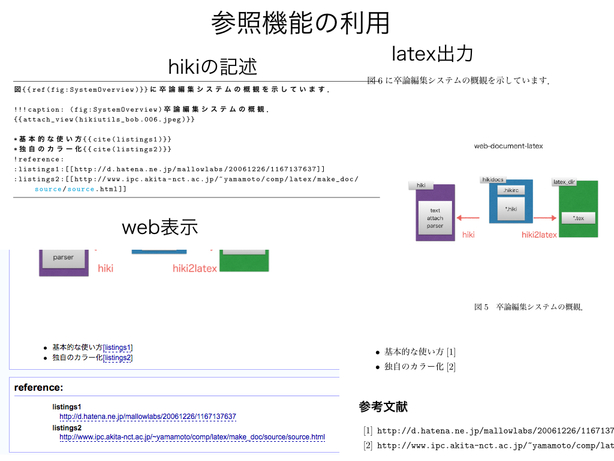 参照機能の利用
hikiの記述
図{{ref(fig:SystemOverview)}}に卒論編集システムの概観を示しています.
!!!caption: (fig:SystemOverview)卒論編集システムの概観.
{{attach_view(hikiutils_bob.006.jpeg)}}
*基本的な使い方{{cite(listings1)}}
*独自のカラー化{{cite(listings2)}}
!reference:
:listings1:[[http://d.hatena.ne.jp/mallowlabs/20061226/1167137637]]
:listings2:[[http://www.ipc.akita-nct.ac.jp/~yamamoto/comp/latex/make_doc/
source/source.html]]
latex出力
図 6 に卒論編集システムの概観を示しています.
web-document-latex
hiki
hikidocs
latex_dir
.hikirc
text
attach
parser
*.hiki
*.tex
hiki
hiki2latex
図 5 卒論編集システムの概観.
• 基本的な使い方 [1]
• 独自のカラー化 [2]
参考文献
[1] http://d.hatena.ne.jp/mallowlabs/20061226/116713
[2] http://www.ipc.akita-nct.ac.jp/~yamamoto/comp/lat
web表示
parser
hiki
hiki2latex
• 基本的な使い方[listings1]
• 独自のカラー化[listings2]
reference:
listings1
http://d.hatena.ne.jp/mallowlabs/20061226/1167137637
listings2
http://www.ipc.akita-nct.ac.jp/~yamamoto/comp/latex/make_doc/source/source.html